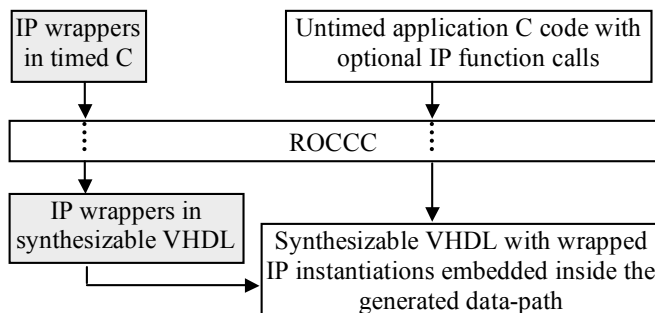 IP wrappers
in timed C
Untimed application C code with
optional IP function calls
ROCCC
IP wrappers in
synthesizable VHDL
Synthesizable VHDL with wrapped
IP instantiations embedded inside the
generated data-path